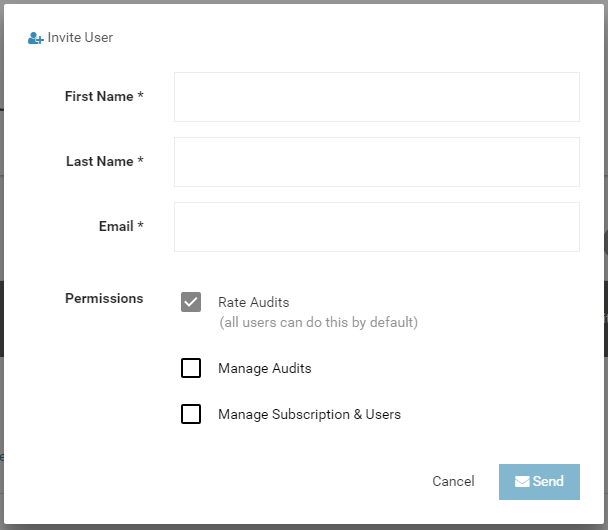 Invite User
First Name *
Last Name *
Email *
Permissions
Rate Audits
(all users can do this by default)
Manage Audits
Manage Subscription & Users
Cancel
Send